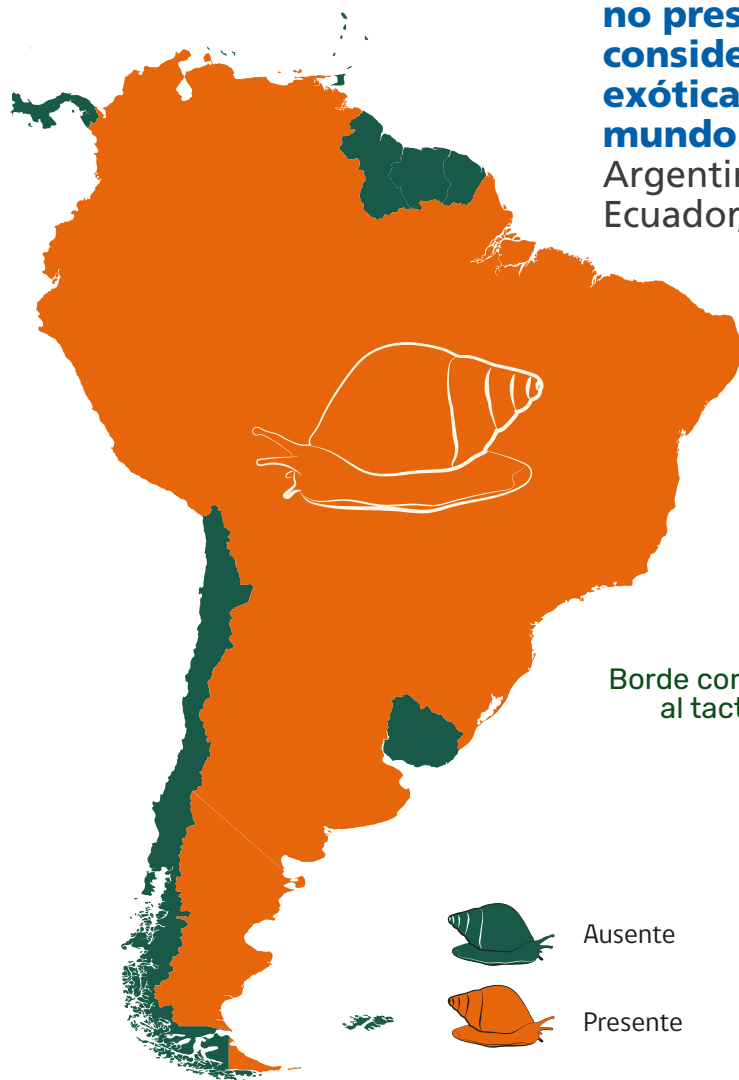 no pres
conside
exótica
mundo
Argentin
Ecuador,
Borde cor
al tact
Ausente
Presente